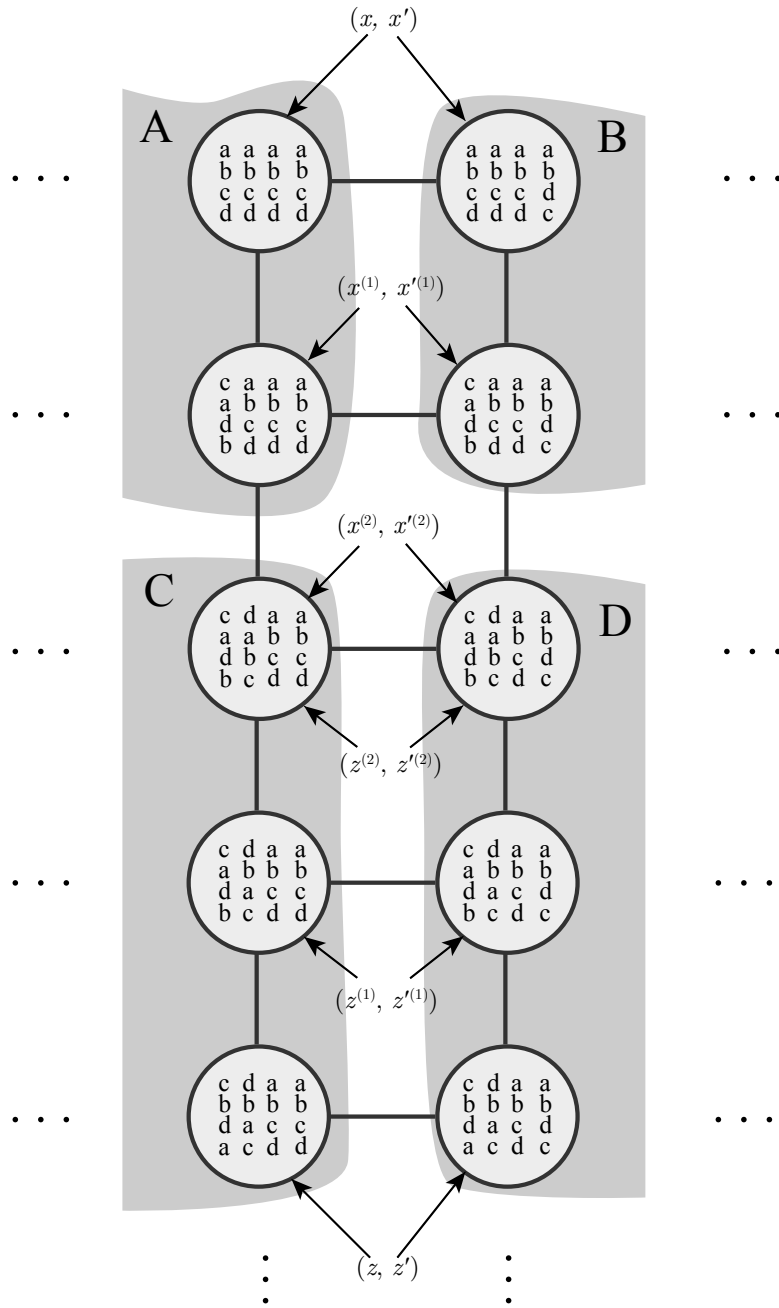 (x, x′)
A
B
a a a a
b b b b
c c c c
d d d d
a a a a
b b b b
c c c d
d d d c
(x⁽¹⁾, x′⁽¹⁾)
c a a a
a b b b
d c c c
b d d d
c a a a
a b b b
d c c d
b d d c
(x⁽²⁾, x′⁽²⁾)
C
D
c d a a
a a b b
d b c c
b c d d
c d a a
a a b b
d b c d
b c d c
(z⁽²⁾, z′⁽²⁾)
c d a a
a b b b
d a c c
b c d d
c d a a
a b b b
d a c d
b c d c
(z⁽¹⁾, z′⁽¹⁾)
c d a a
b b b b
d a c c
a c d d
c d a a
b b b b
d a c d
a c d c
(z, z′)